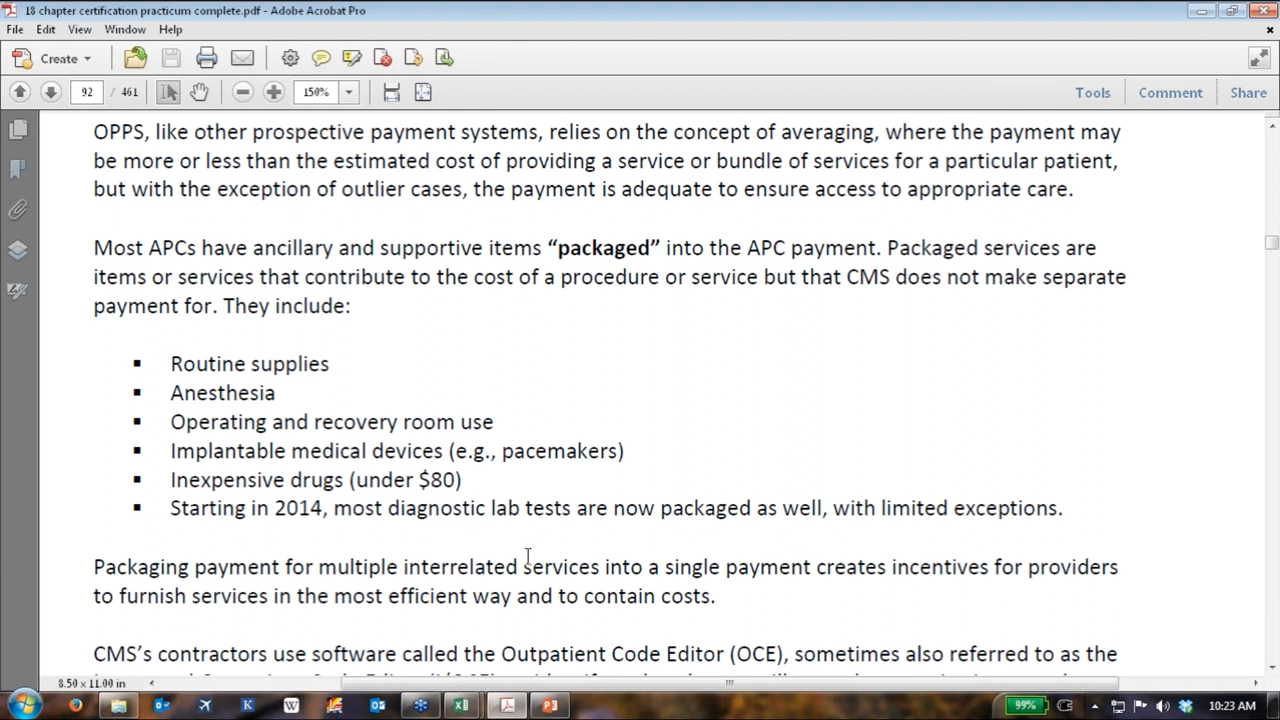 18 chapter certification practicum complete.pdf - Adobe Acrobat Pro
File Edit View Window Help
Create
92 / 461 150% Tools Comment Share
OPPS, like other prospective payment systems, relies on the concept of averaging, where the payment may
be more or less than the estimated cost of providing a service or bundle of services for a particular patient,
but with the exception of outlier cases, the payment is adequate to ensure access to appropriate care.
Most APCs have ancillary and supportive items “packaged” into the APC payment. Packaged services are
items or services that contribute to the cost of a procedure or service but that CMS does not make separate
payment for. They include:
▪ Routine supplies
▪ Anesthesia
▪ Operating and recovery room use
▪ Implantable medical devices (e.g., pacemakers)
▪ Inexpensive drugs (under $80)
▪ Starting in 2014, most diagnostic lab tests are now packaged as well, with limited exceptions.
Packaging payment for multiple interrelated services into a single payment creates incentives for providers
to furnish services in the most efficient way and to contain costs.
CMS’s contractors use software called the Outpatient Code Editor (OCE), sometimes also referred to as the
8.50 x 11.00 in
99% 10:23 AM